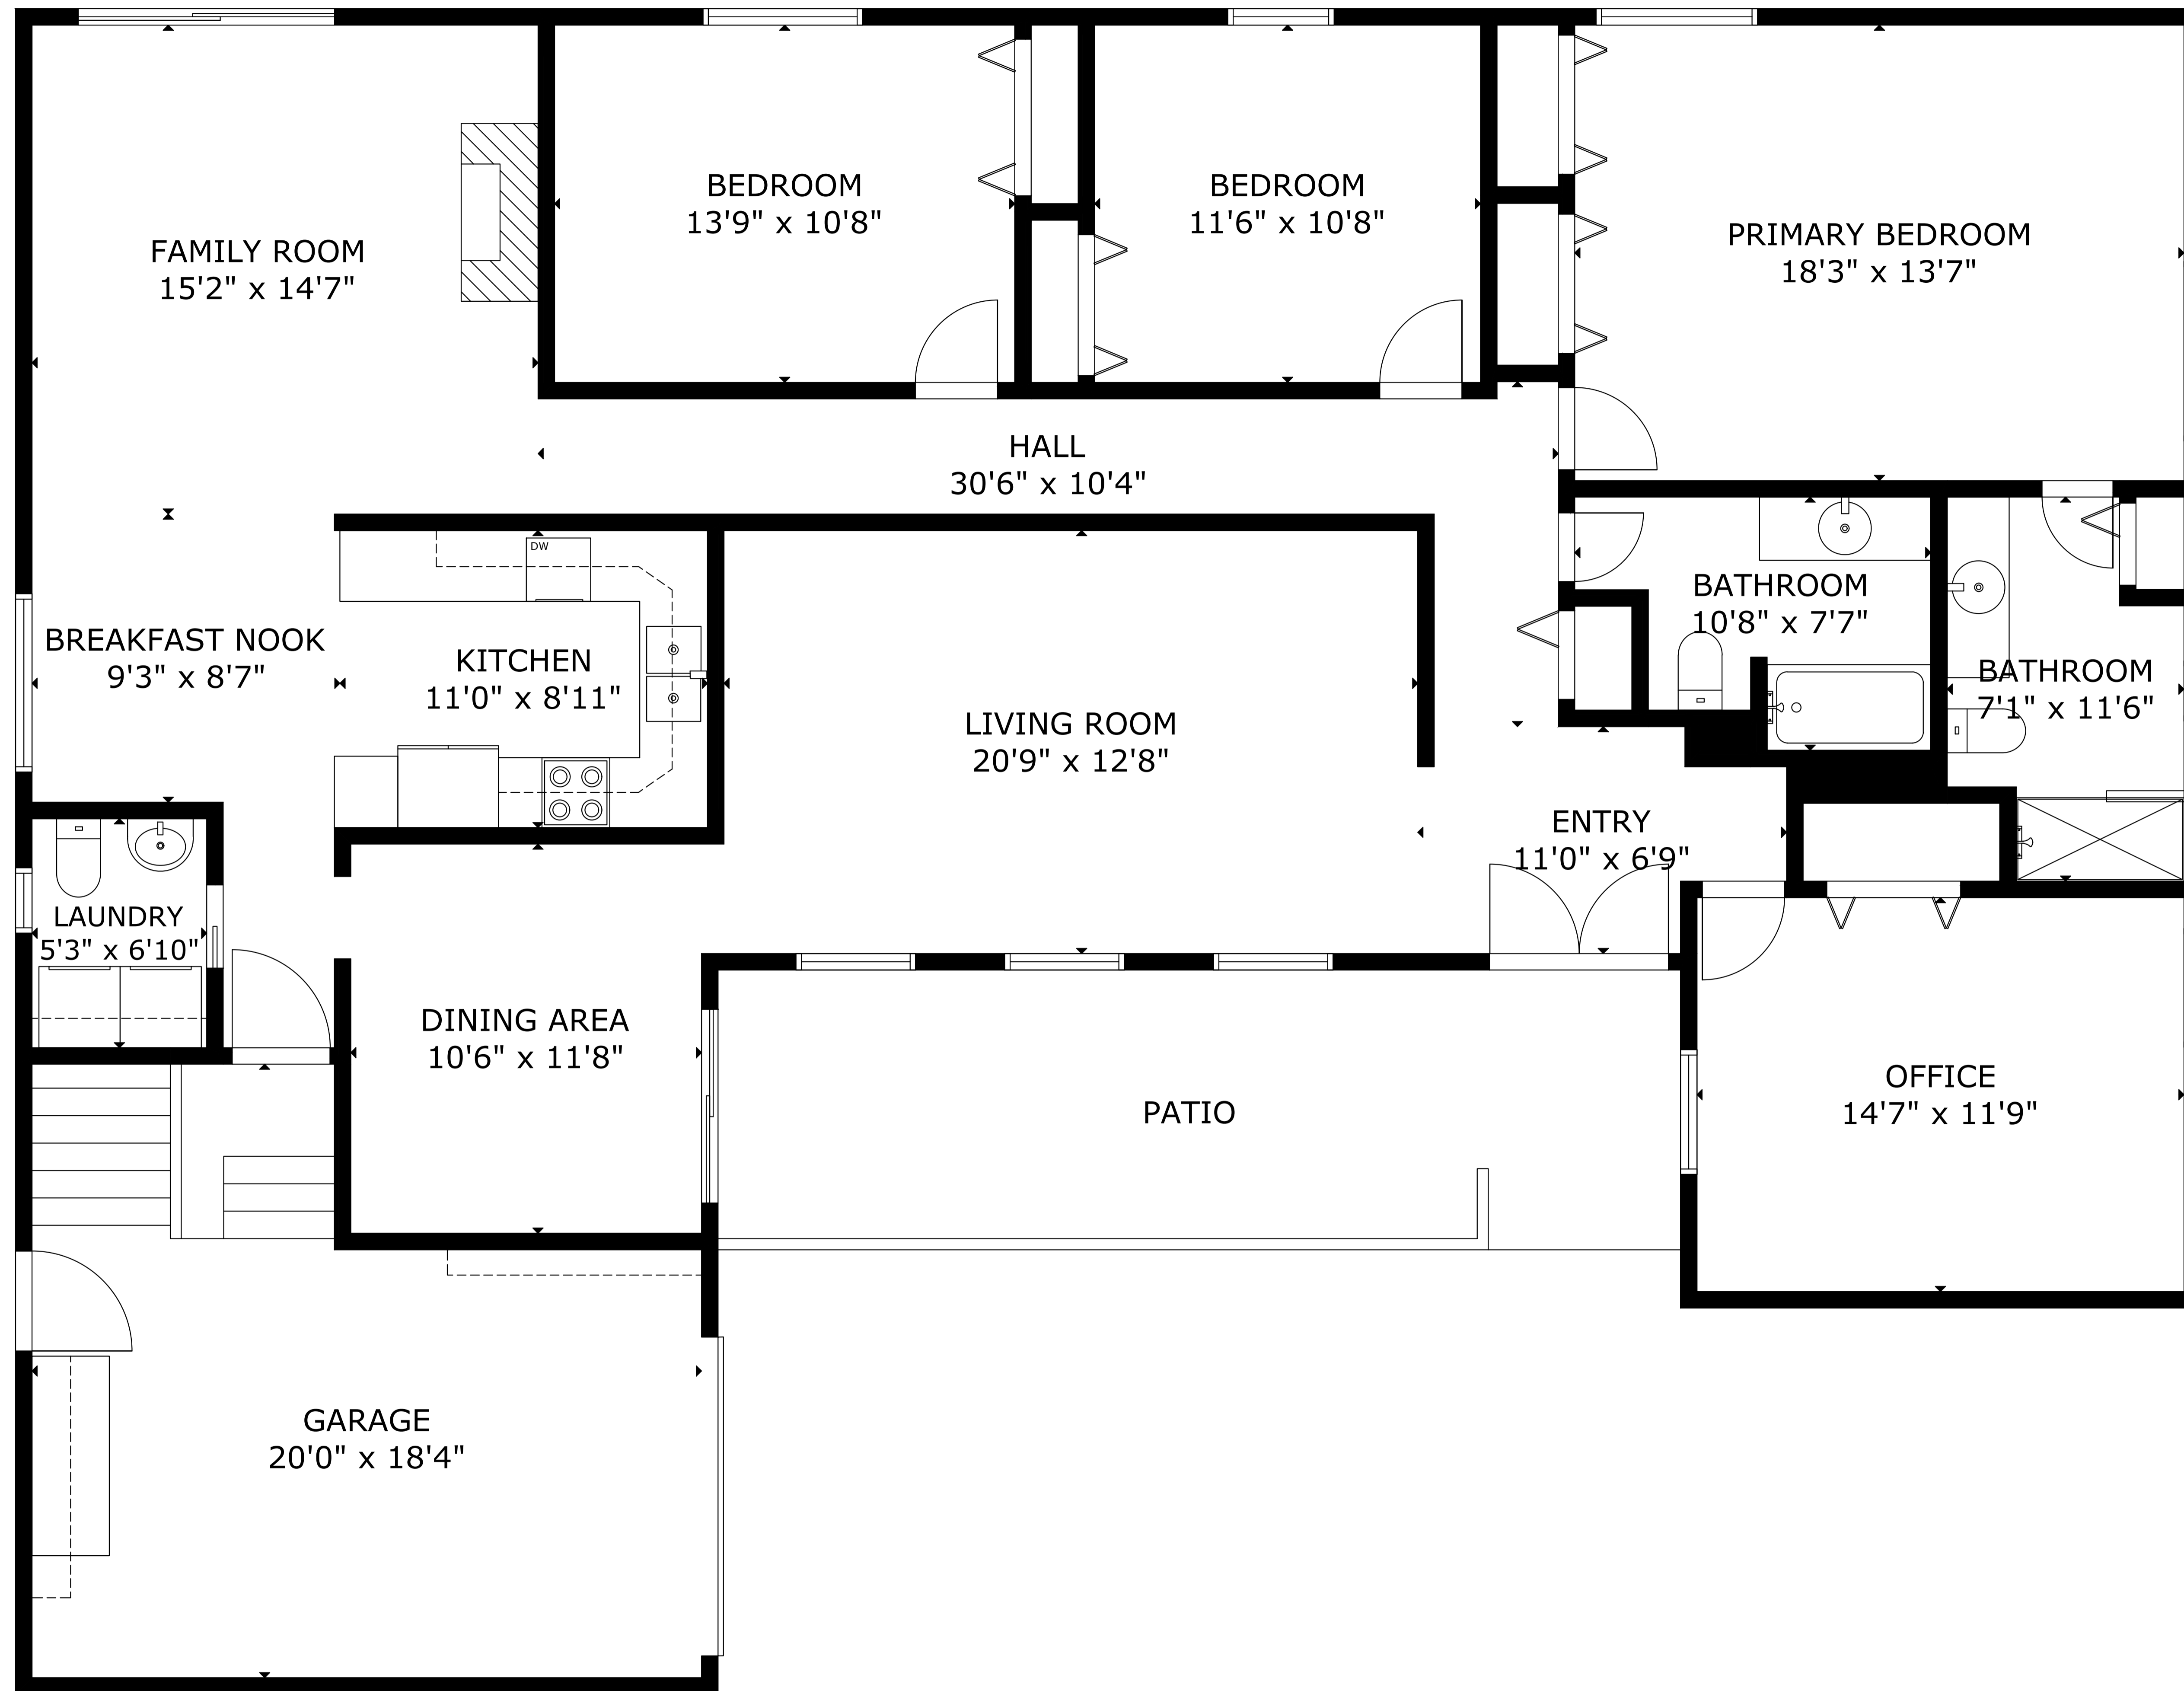 BEDROOM
13'9" x 10'8"
BEDROOM
11'6" x 10'8"
FAMILY ROOM
15'2" x 14'7"
PRIMARY BEDROOM
18'3" x 13'7"
HALL
30'6" x 10'4"
DW
BREAKFAST NOOK
9'3" x 8'7"
KITCHEN
11'0" x 8'11"
LIVING ROOM
20'9" x 12'8"
BATHROOM
10'8" x 7'7"
BATHROOM
7'1" x 11'6"
ENTRY
11'0" x 6'9"
LAUNDRY
5'3" x 6'10"
DINING AREA
10'6" x 11'8"
PATIO
OFFICE
14'7" x 11'9"
GARAGE
20'0" x 18'4"